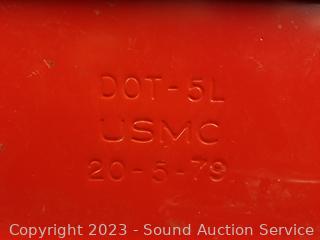 DOT-5L
USMC
20-5-79
Copyright 2023 - Sound Auction Service